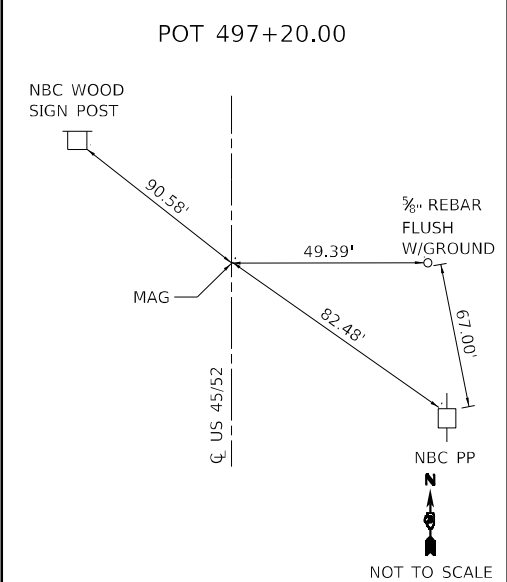 POT 497+20.00
NBC WOOD
SIGN POST
90.58'
⅝" REBAR
FLUSH
W/GROUND
49.39'
MAG
82.48'
67.00'
℄ US 45/52
NBC PP
N
NOT TO SCALE